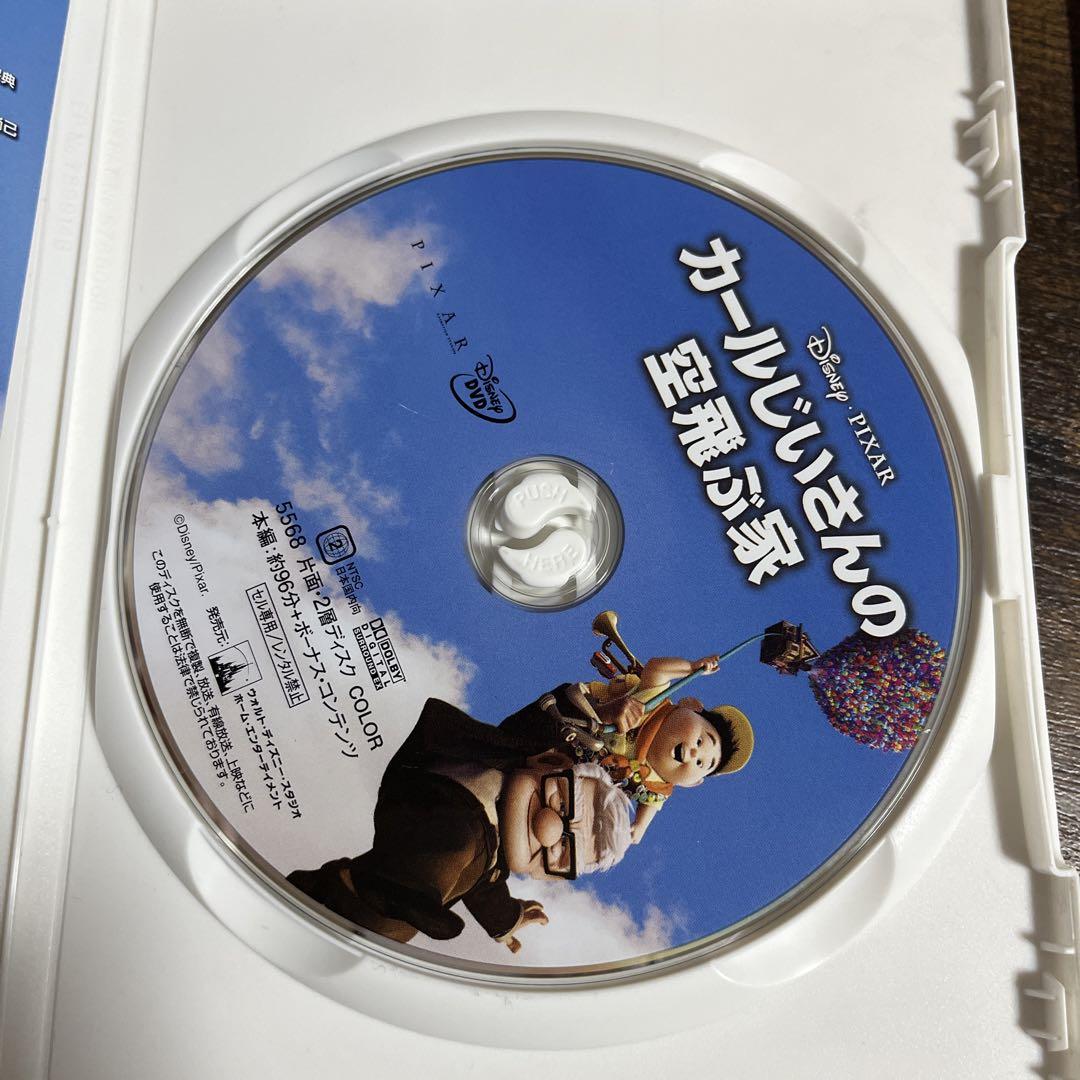 典
DISNEY・PIXAR
カールじいさんの
空飛ぶ家
PIXAR
DISNEY
DVD
PUSH
HERE
2
NTSC
日本国内向
DOLBY
DIGITAL
SURROUND EX
5568 片面・2層ディスク COLOR
本編:約96分+ボーナス・コンテンツ
セル専用/レンタル禁止
©Disney/Pixar. 発売元:
ウォルト・ディズニー・スタジオ
ホーム・エンターテイメント
このディスクを無断で複製、放送、有線放送、上映などに
使用することは法律で禁じられております。